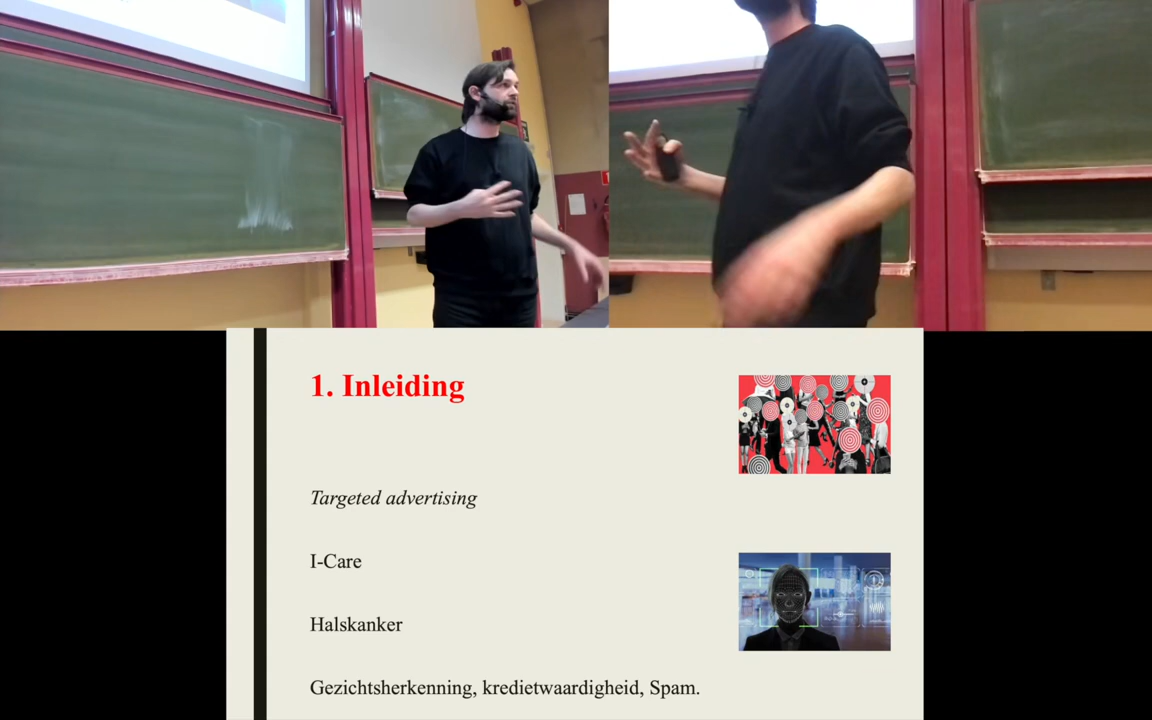 1. Inleiding
Targeted advertising
I-Care
Halskanker
Gezichtsherkenning, kredietwaardigheid, Spam.